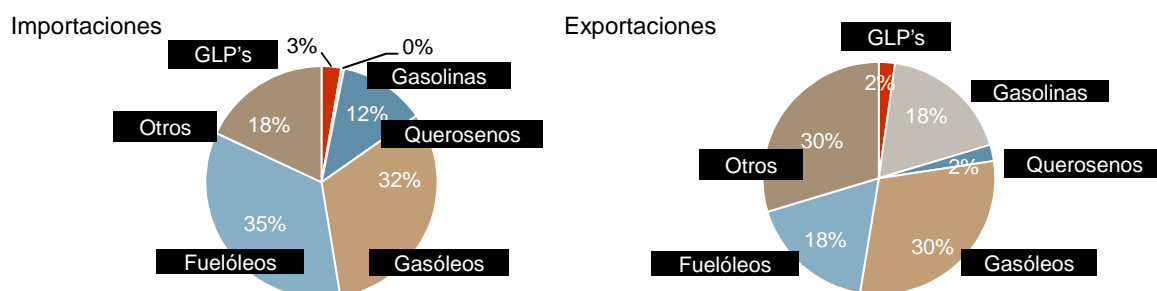 Importaciones
GLP's
3%
0%
Gasolinas
12%
Querosenos
Otros
18%
32%
35%
Fuelóleos
Gasóleos
Exportaciones
GLP's
2%
Gasolinas
18%
Querosenos
2%
Otros
30%
18%
Fuelóleos
30%
Gasóleos